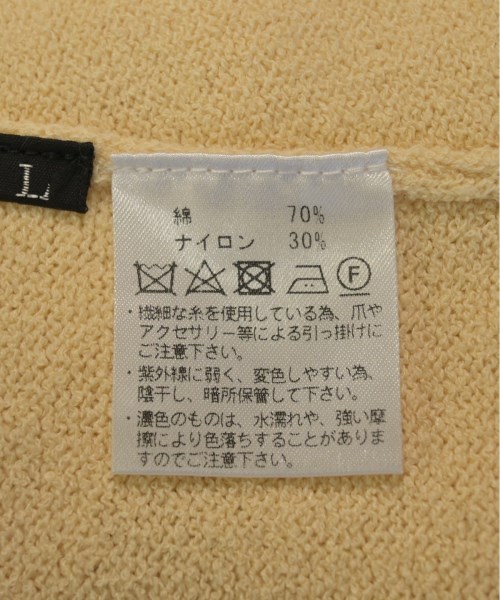 L
綿 70%
ナイロン 30%
F
・繊細な糸を使用している為、爪や
アクセサリー等による引っ掛けに
ご注意下さい。
・紫外線に弱く、変色しやすい為、
陰干し、暗所保管して下さい。
・濃色のものは、水濡れや、強い摩
擦により色落ちすることがありま
すのでご注意下さい。